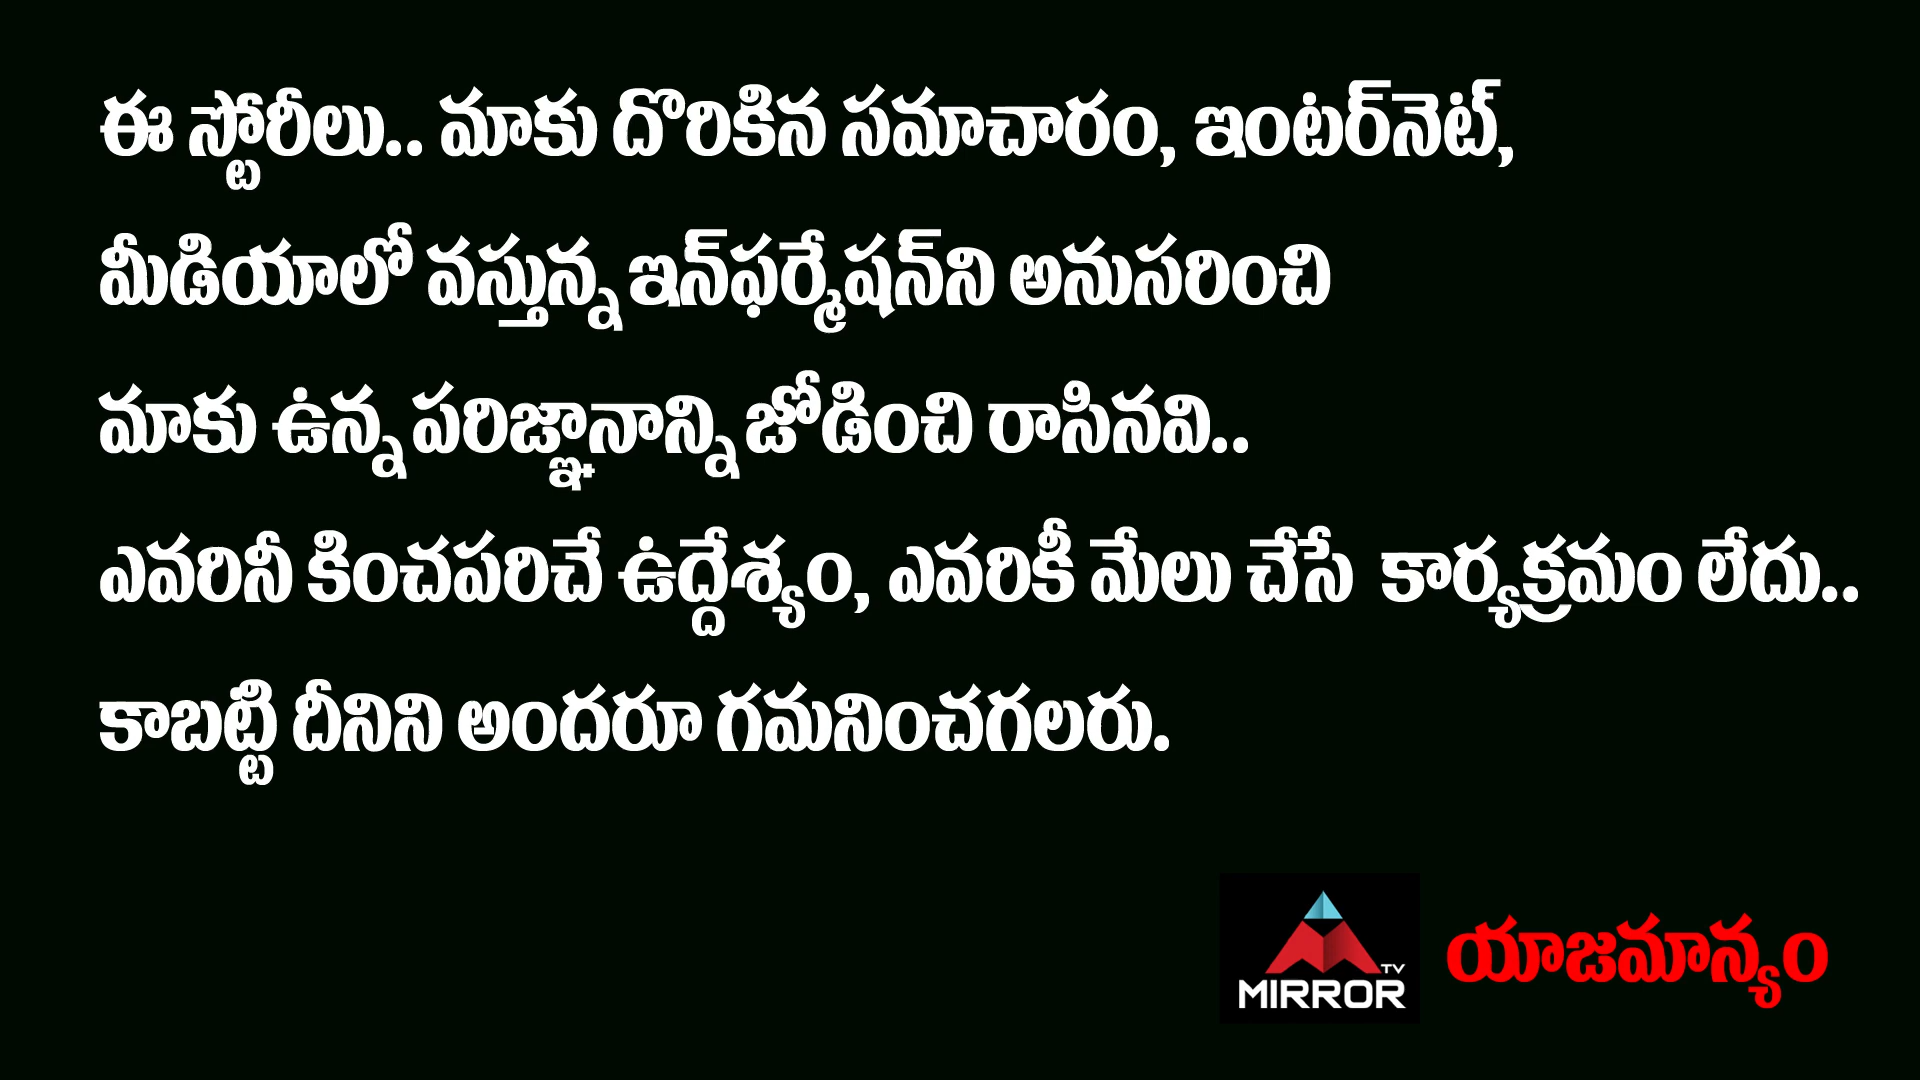 ఈ స్టోరీలు.. మాకు దొరికిన సమాచారం, ఇంటర్‌నెట్,
మీడియాలో వస్తున్న ఇన్‌ఫర్మేషన్‌ని అనుసరించి
మాకు ఉన్న పరిజ్ఞానాన్ని జోడించి రాసినవి..
ఎవరినీ కించపరిచే ఉద్దేశ్యం, ఎవరికీ మేలు చేసే కార్యక్రమం లేదు..
కాబట్టి దీనిని అందరూ గమనించగలరు.
TV
MIRROR
యాజమాన్యం